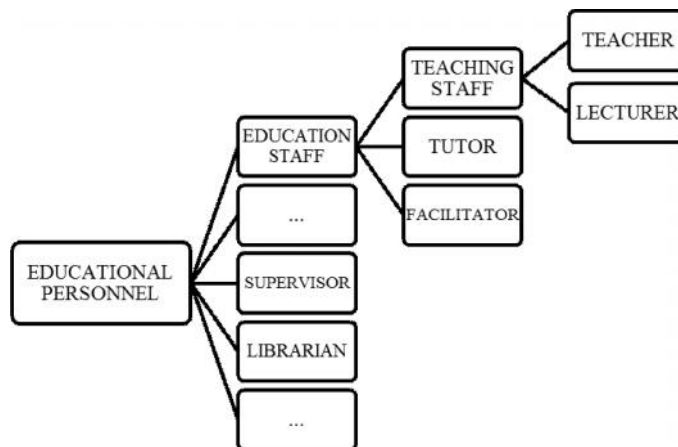 TEACHER
TEACHING
STAFF
LECTURER
EDUCATION
STAFF
TUTOR
...
FACILITATOR
EDUCATIONAL
PERSONNEL
SUPERVISOR
LIBRARIAN
...